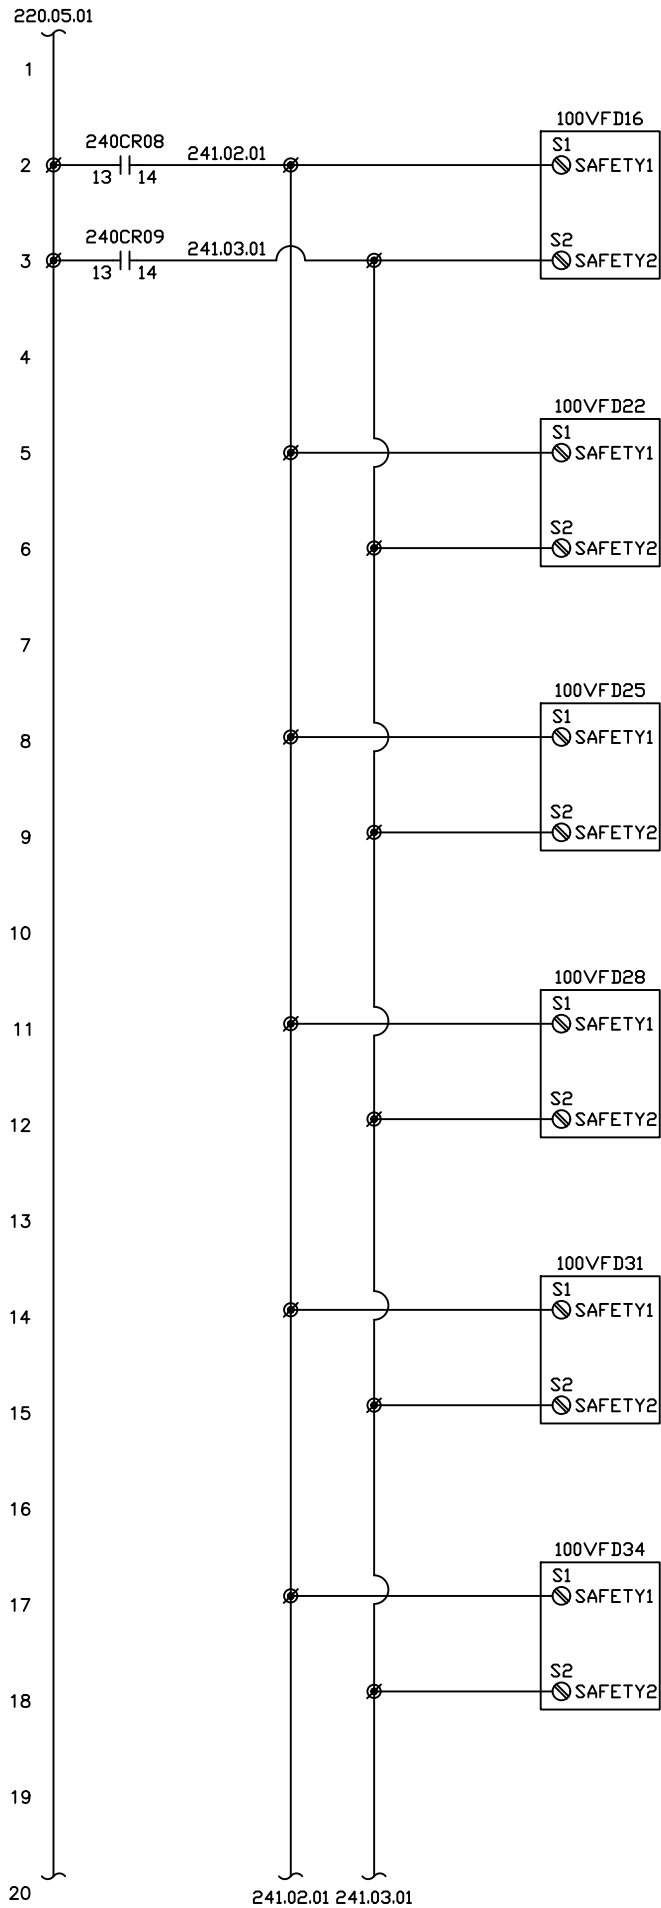 220.05.01
1
100VFD16
240CR08
S1
2
241.02.01
SAFETY1
13 14
240CR09
S2
3
241.03.01
SAFETY2
13 14
4
100VFD22
S1
5
SAFETY1
S2
6
SAFETY2
7
100VFD25
S1
8
SAFETY1
S2
9
SAFETY2
10
100VFD28
S1
11
SAFETY1
S2
12
SAFETY2
13
100VFD31
S1
14
SAFETY1
S2
15
SAFETY2
16
100VFD34
S1
17
SAFETY1
S2
18
SAFETY2
19
20
241.02.01 241.03.01